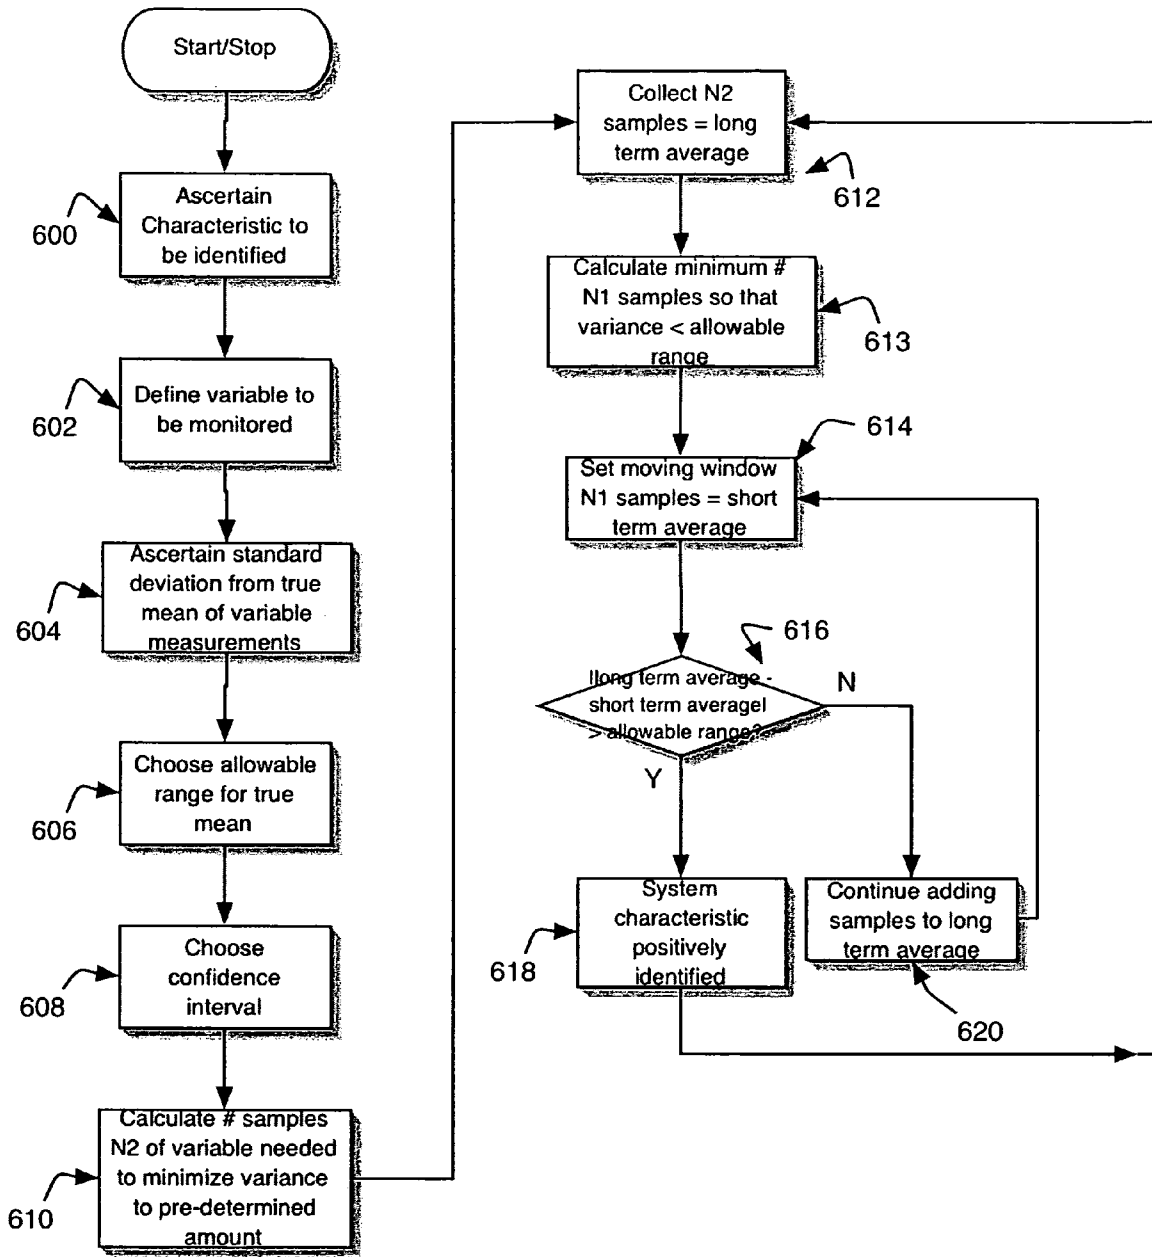 Start/Stop
Ascertain
Characteristic to
be identified
600
Define variable to
be monitored
602
Ascertain standard
deviation from true
mean of variable
measurements
604
Choose allowable
range for true
mean
606
Choose
confidence
interval
608
Calculate # samples
N2 of variable needed
to minimize variance
to pre-determined
amount
610
Collect N2
samples = long
term average
612
Calculate minimum #
N1 samples so that
variance < allowable
range
613
614
Set moving window
N1 samples = short
term average
616
|long term average -
short term average|
> allowable range?
N
Y
System
characteristic
positively
identified
618
Continue adding
samples to long
term average
620